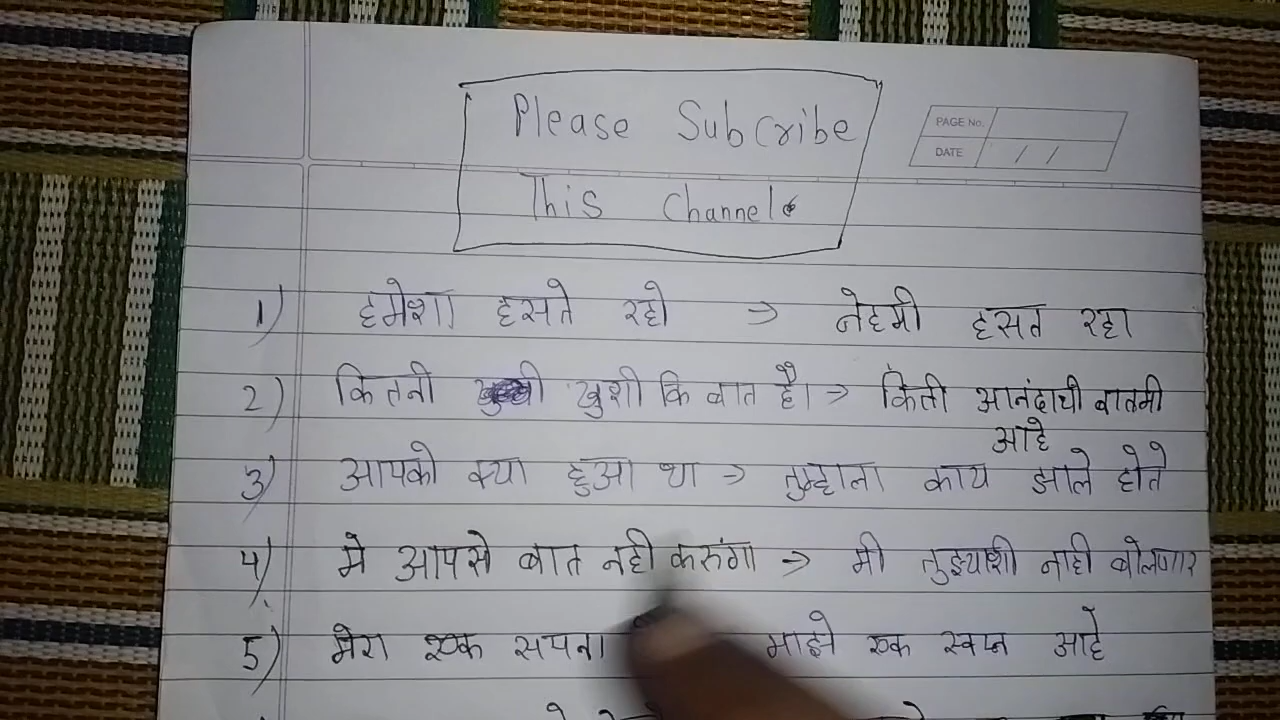 Please Subcribe
This Channel
PAGE No.
DATE / /
1) हमेशा हसते रहो ⇒ नेहमी हसत रहा
2) कितनी खुशी कि बात है। ⇒ किंती आनंदाची बातमी
आहे
3) आपको क्या हुआ था ⇒ तुम्हाला काय झाले होते
4) मे आपसे बात नही करुंगा ⇒ मी तुझ्याशी नाही बोलणार
5) मेरा एक सपना माझे एक स्वप्न आहे